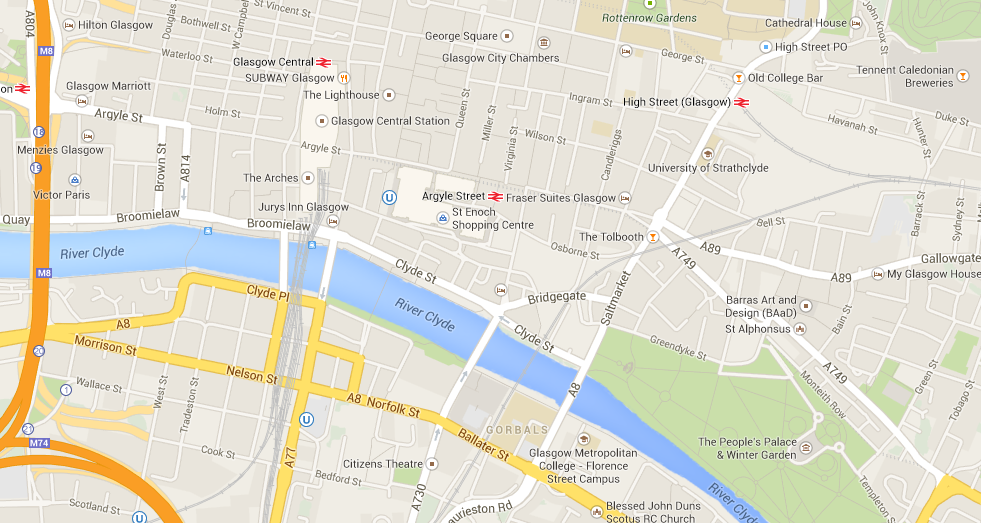 St Vincent St
Rottenrow Gardens
Cathedral House
John Knox St
A804
Hilton Glasgow
Bothwell St
W Campbell St
George Square
High Street PO
M8
Waterloo St
Glasgow Central
Glasgow City Chambers
George St
SUBWAY Glasgow
Old College Bar
Tennent Caledonian
Breweries
on
Glasgow Marriott
The Lighthouse
Queen St
Ingram St
High Street (Glasgow)
Argyle St
Holm St
Glasgow Central Station
Miller St
Havanah St
Duke St
18
Wilson St
Virginia St
Candleriggs
Hunter St
Menzies Glasgow
Argyle St
19
Brown St
A814
University of Strathclyde
The Arches
Victor Paris
U
Argyle Street
Fraser Suites Glasgow
Barrack St
Sydney St
Jurys Inn Glasgow
St Enoch
Shopping Centre
Quay
Broomielaw
Broomielaw
Bell St
The Tolbooth
Osborne St
A89
River Clyde
A749
Gallowgate
M8
Clyde St
A89
My Glasgow House
Clyde Pl
Bridgegate
Saltmarket
Barras Art and
Design (BAaD)
River Clyde
A8
Clyde St
St Alphonsus
Bain St
Morrison St
Greendyke St
20
Nelson St
A749
Wallace St
1
West St
Tradeston St
A8
A8
Norfolk St
Monteith Row
Green St
Tobago St
U
21
GORBALS
M74
Ballater St
The People's Palace
& Winter Garden
Cook St
A77
Citizens Theatre
Glasgow Metropolitan
College - Florence
Street Campus
Bedford St
A730
Templeton St
Scotland St
U
Laurieston Rd
Blessed John Duns
Scotus RC Church
River Clyde